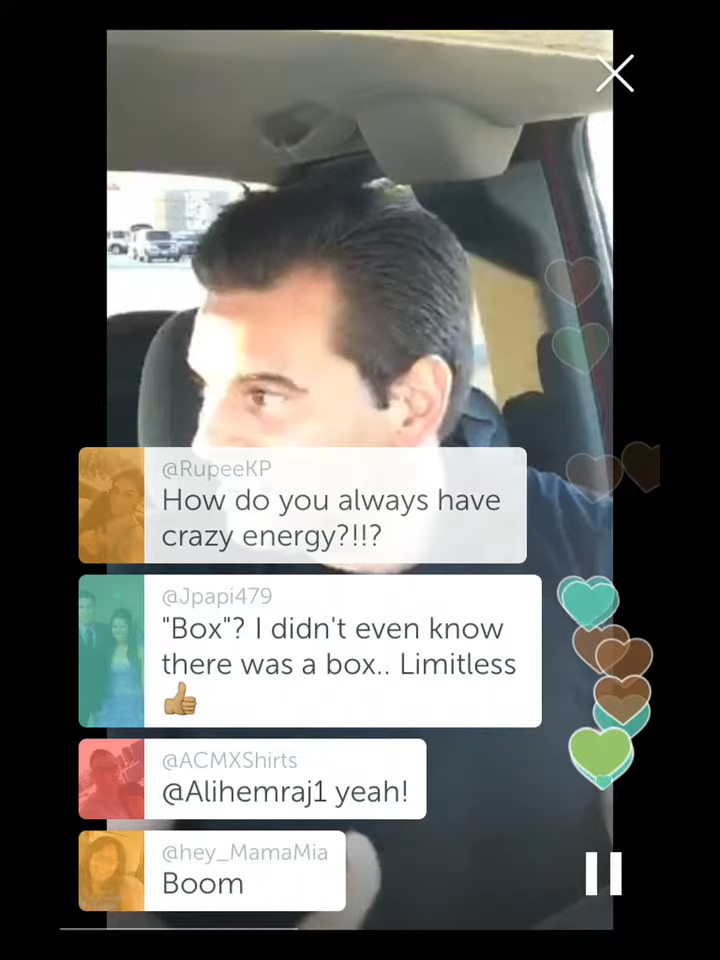 @RupeeKP
How do you always have
crazy energy?!!?
@Jpapi479
"Box"? I didn't even know
there was a box.. Limitless
👍🏽
@ACMXShirts
@Alihemraj1 yeah!
@hey_MamaMia
Boom